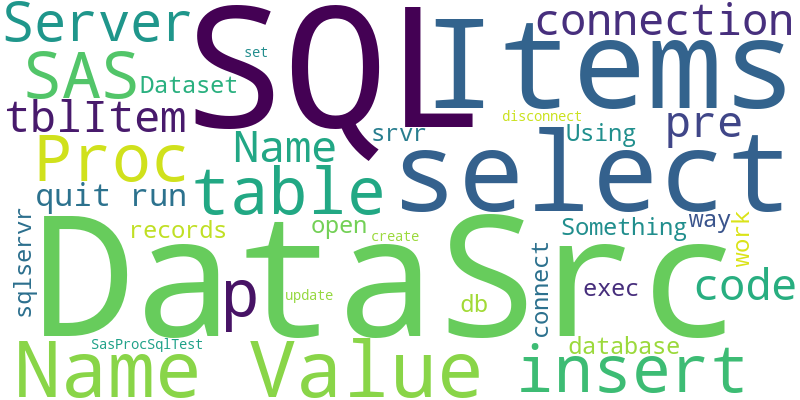 Server
SQL
Items
connection
set
SAS
Dataset
tblItem
disconnect
pre
srvr
Using
Proc
Name
select
quit run
table
sqlservr
DataSrc
records
open
create
Something
way
work
p
update
db
connect
exec
code
SasProcSqlTest
database
Name Value
insert